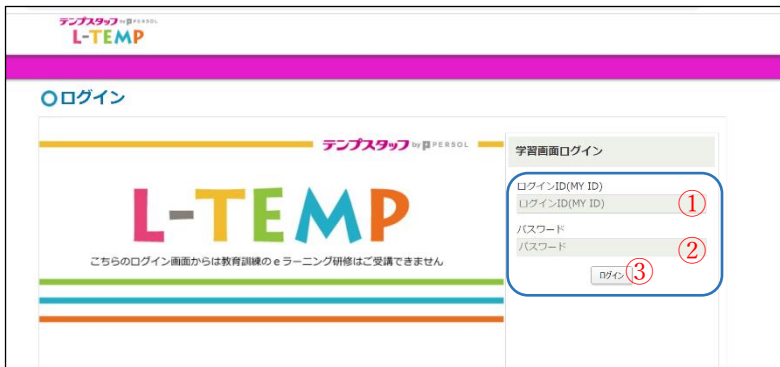 テンプスタッフ by PERSOL
L-TEMP
ログイン
テンプスタッフ by PERSOL
L-TEMP
こちらのログイン画面からは教育訓練のeラーニング研修はご受講できません
学習画面ログイン
ログインID(MY ID)
ログインID(MY ID) ①
パスワード
パスワード ②
ログイン ③